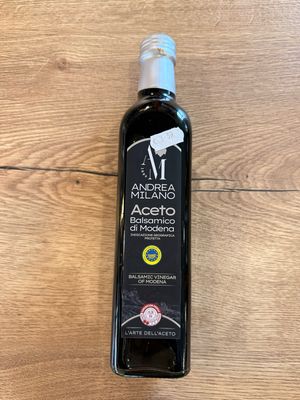 AM
ANDREA
MILANO
Aceto
Balsamico
di Modena
INDICAZIONE GEOGRAFICA
PROTETTA
BALSAMIC VINEGAR
OF MODENA
L'ARTE DELL'ACETO